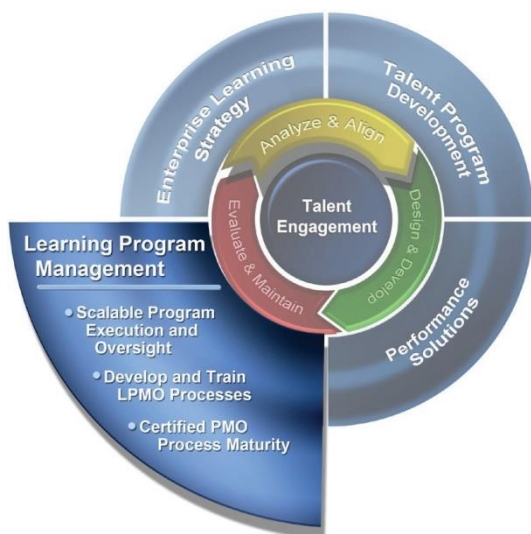 Enterprise Learning
Strategy
Talent Program
Development
Analyze & Align
Talent
Engagement
Evaluate & Maintain
Design & Develop
Learning Program
Management
• Scalable Program
Execution and
Oversight
• Develop and Train
LPMO Processes
• Certified PMO
Process Maturity
Performance
Solutions